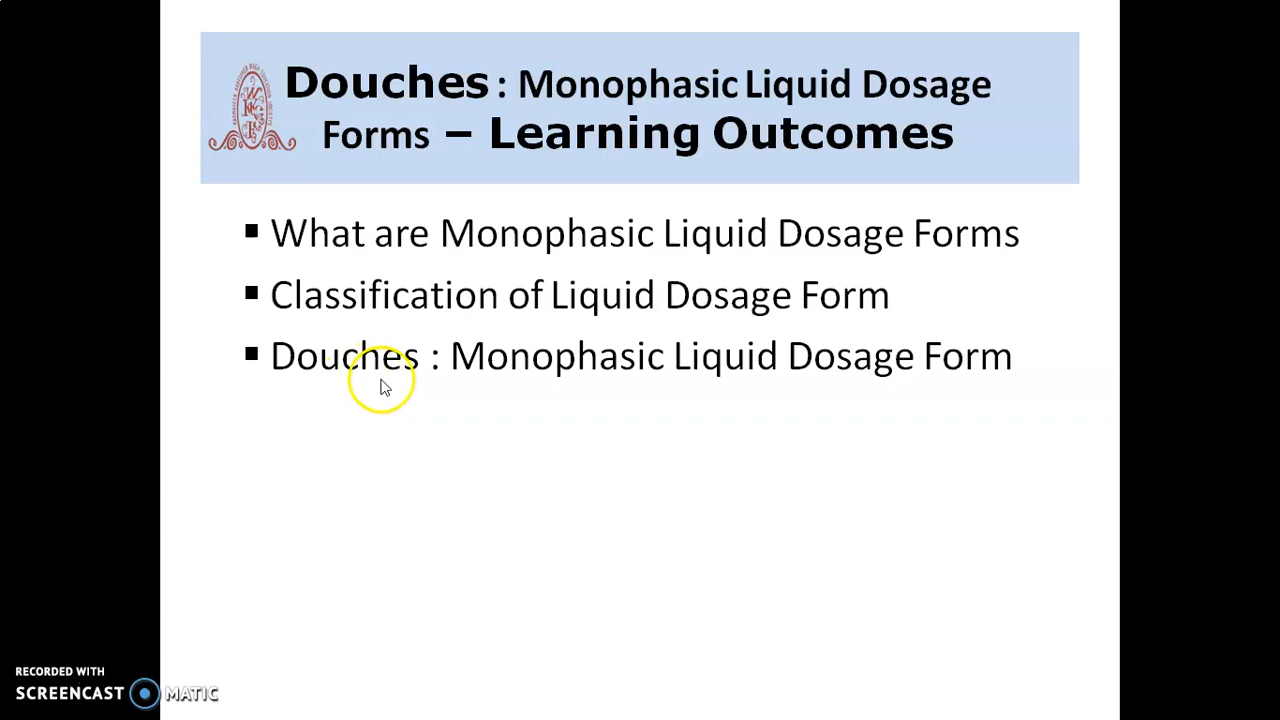 Douches : Monophasic Liquid Dosage
Forms – Learning Outcomes
▪ What are Monophasic Liquid Dosage Forms
▪ Classification of Liquid Dosage Form
▪ Douches : Monophasic Liquid Dosage Form
RECORDED WITH
SCREENCAST MATIC